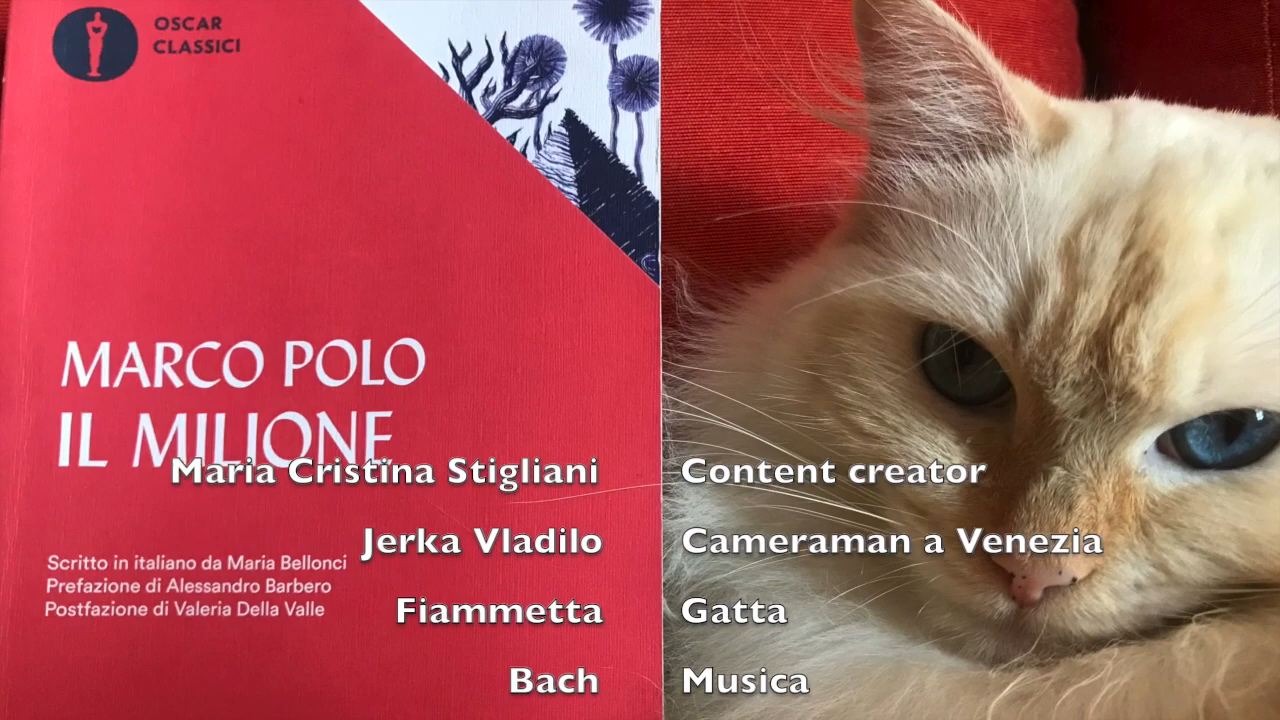 OSCAR
CLASSICI
MARCO POLO
IL MILIONE
Scritto in italiano da Maria Bellonci
Prefazione di Alessandro Barbero
Postfazione di Valeria Della Valle
Maria Cristina Stigliani Content creator
Jerka Vladilo Cameraman a Venezia
Fiammetta Gatta
Bach Musica